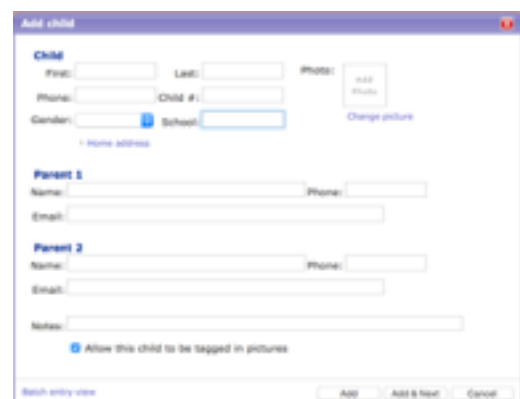 Add child
Child
First: Last: Photo: Add Photo
Phone: Child #:
Change picture
Gender: School:
Home address
Parent 1
Name: Phone:
Email:
Parent 2
Name: Phone:
Email:
Notes:
Allow this child to be tagged in pictures
Batch entry view Add Add & Next Cancel